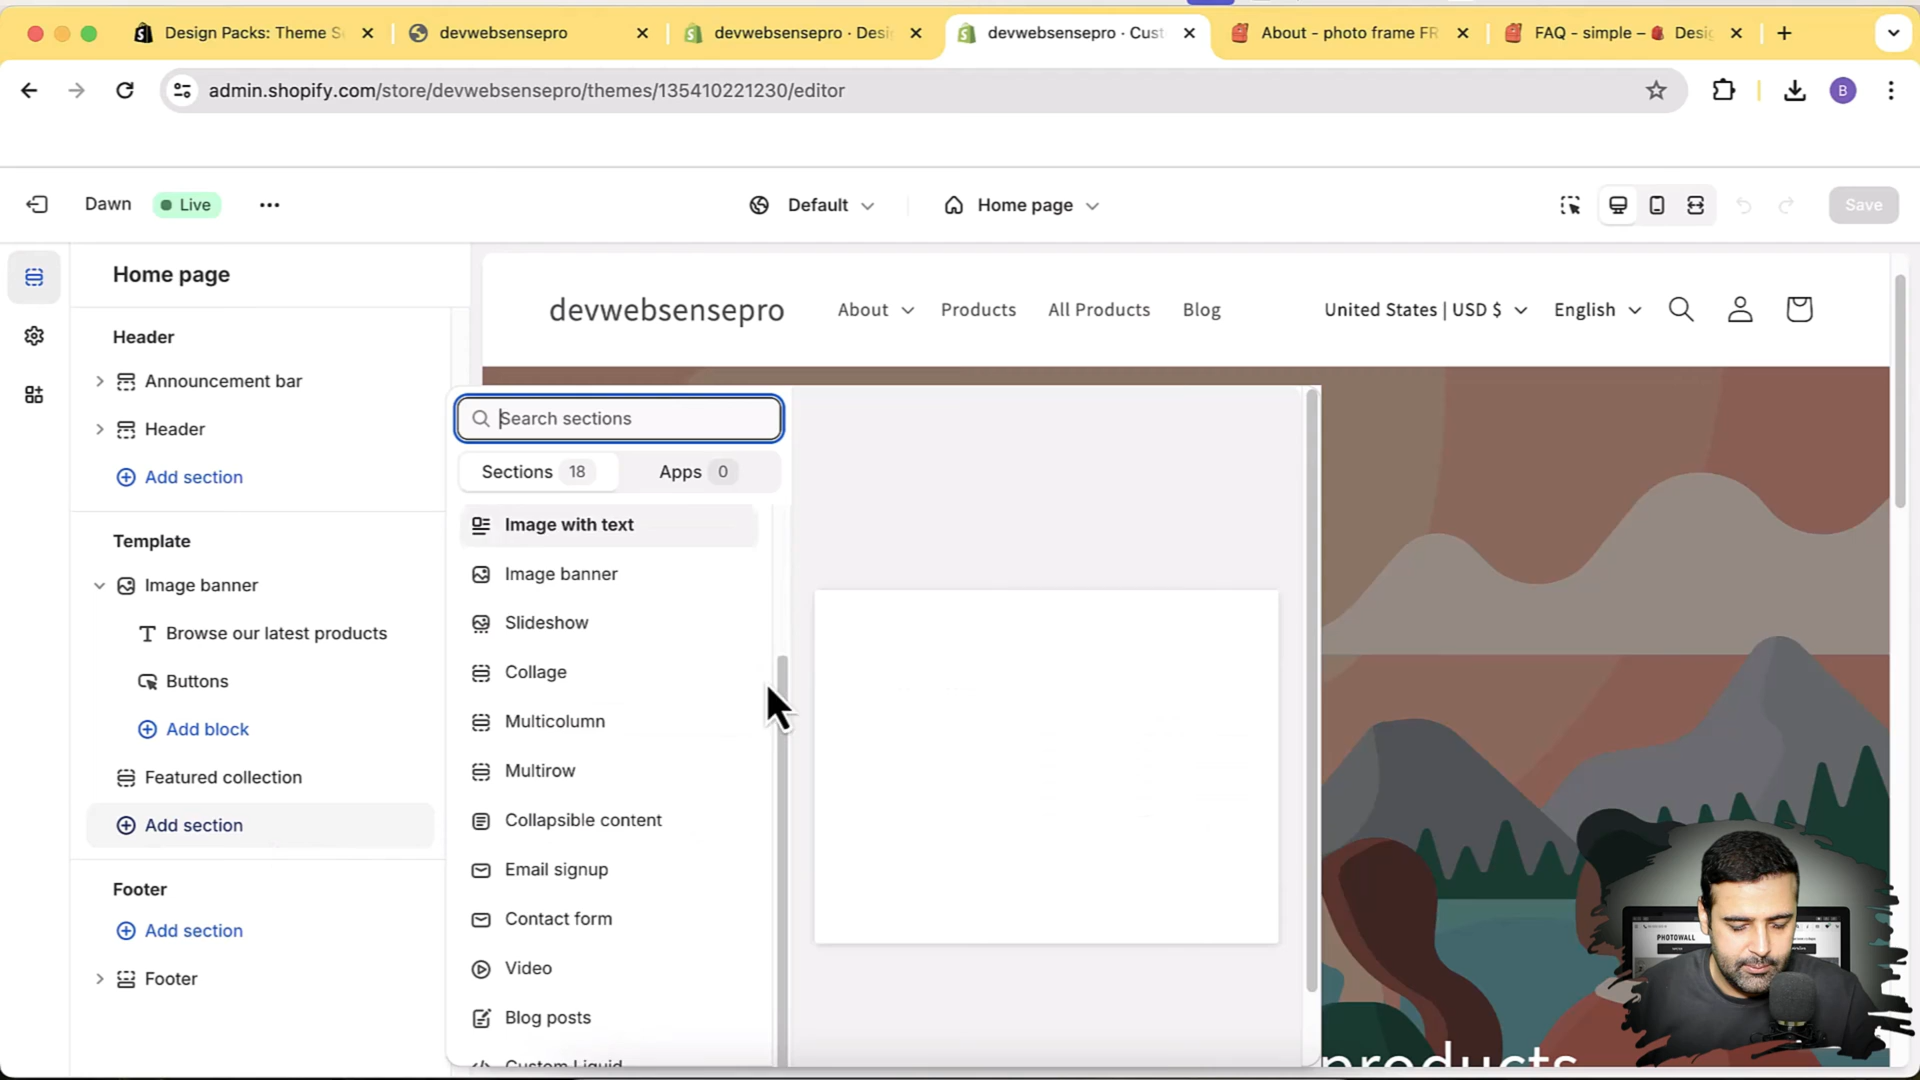 Design Packs: Theme S
devwebsensepro
devwebsensepro · Desi
devwebsensepro · Cust
About - photo frame FR
FAQ - simple – Desi
admin.shopify.com/store/devwebsensepro/themes/135410221230/editor
B
Dawn
Live
Default
Home page
Save
Home page
Header
Announcement bar
Header
Add section
Template
Image banner
Browse our latest products
Buttons
Add block
Featured collection
Add section
Footer
Add section
Footer
Search sections
Sections 18
Apps 0
Image with text
Image banner
Slideshow
Collage
Multicolumn
Multirow
Collapsible content
Email signup
Contact form
Video
Blog posts
Custom Liquid
devwebsensepro
About
Products
All Products
Blog
United States | USD $
English
products
PHOTOWALL